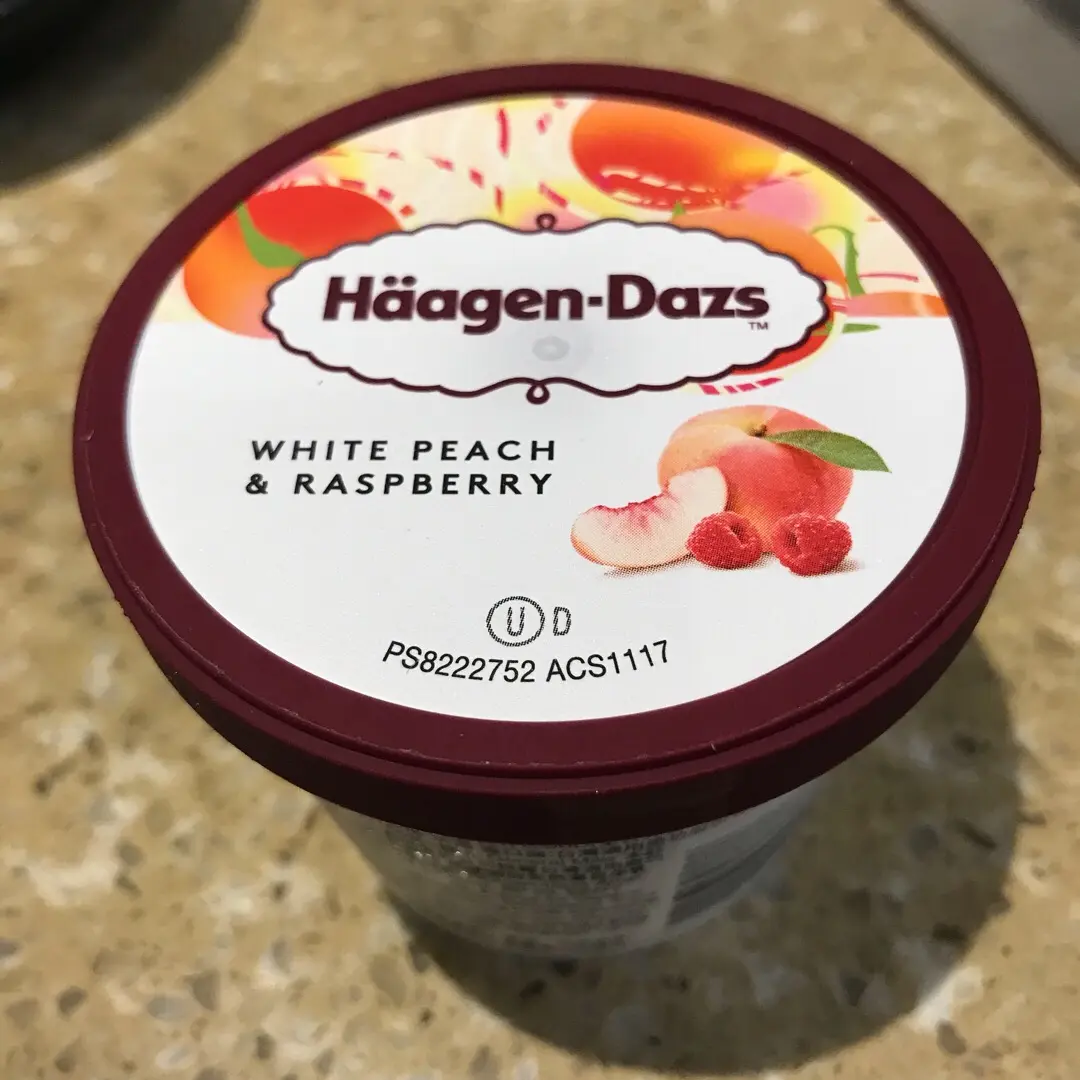 Häagen-Dazs
TM
WHITE PEACH
& RASPBERRY
U D
PS8222752 ACS1117